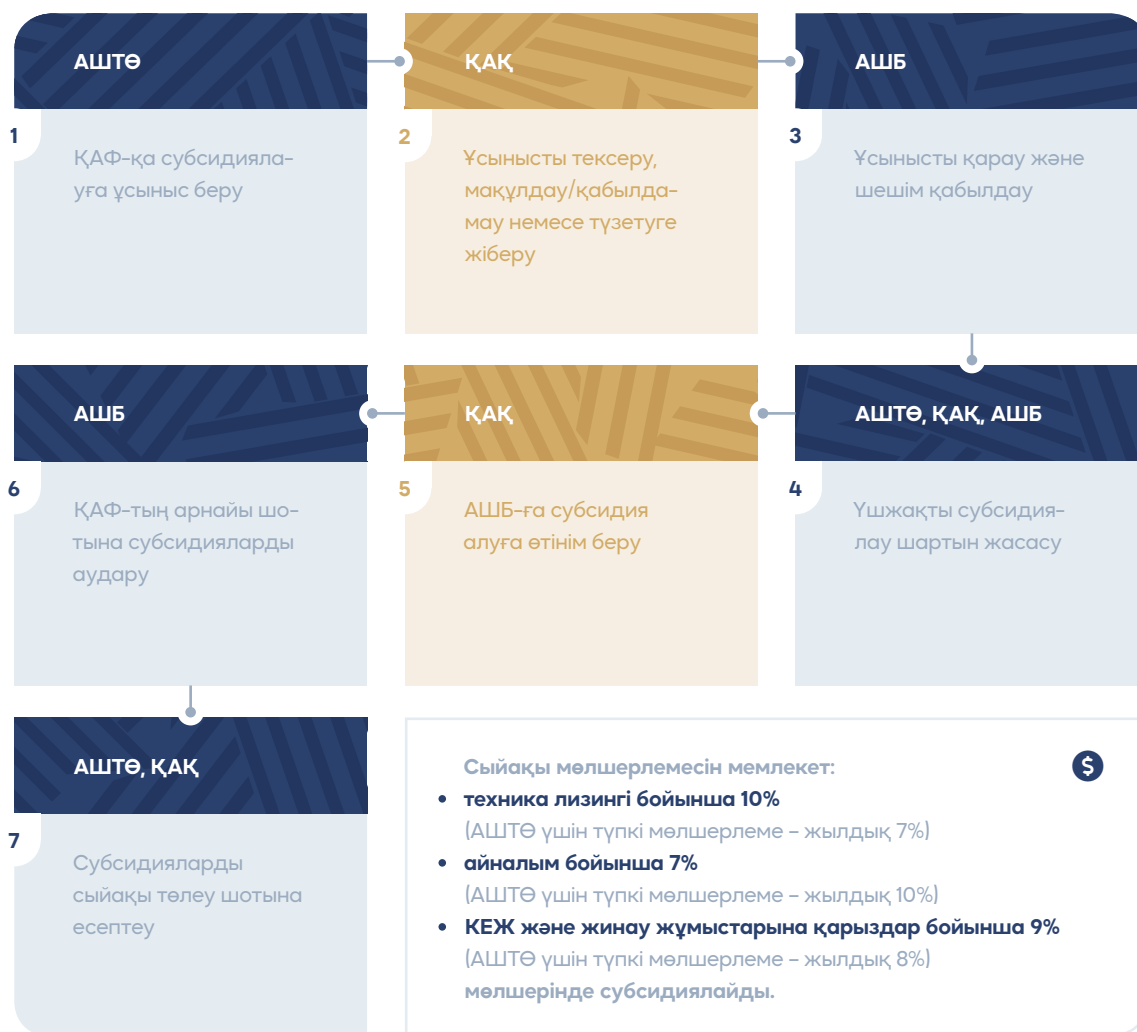 АШТӨ
1
ҚАФ-қа субсидияла-
уға ұсыныс беру
ҚАҚ
2
Ұсынысты тексеру,
мақұлдау/қабылда-
мау немесе түзетуге
жіберу
АШБ
3
Ұсынысты қарау және
шешім қабылдау
АШТӨ, ҚАҚ, АШБ
4
Үшжақты субсидия-
лау шартын жасасу
ҚАҚ
5
АШБ-ға субсидия
алуға өтінім беру
АШБ
6
ҚАФ-тың арнайы шо-
тына субсидияларды
аудару
АШТӨ, ҚАҚ
7
Субсидияларды
сыйақы төлеу шотына
есептеу
Сыйақы мөлшерлемесін мемлекет:
$
• техника лизингі бойынша 10%
(АШТӨ үшін түпкі мөлшерлеме – жылдық 7%)
• айналым бойынша 7%
(АШТӨ үшін түпкі мөлшерлеме – жылдық 10%)
• КЕЖ және жинау жұмыстарына қарыздар бойынша 9%
(АШТӨ үшін түпкі мөлшерлеме – жылдық 8%)
мөлшерінде субсидиялайды.